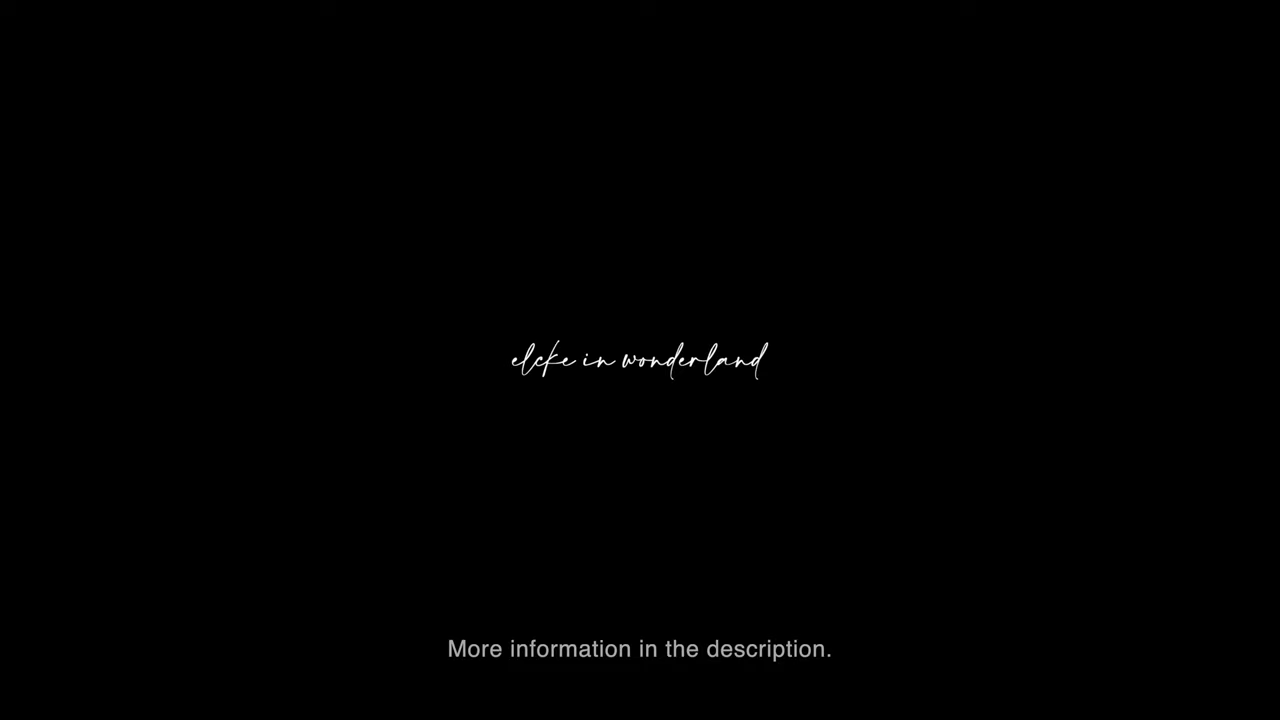 elcke in wonderland
More information in the description.